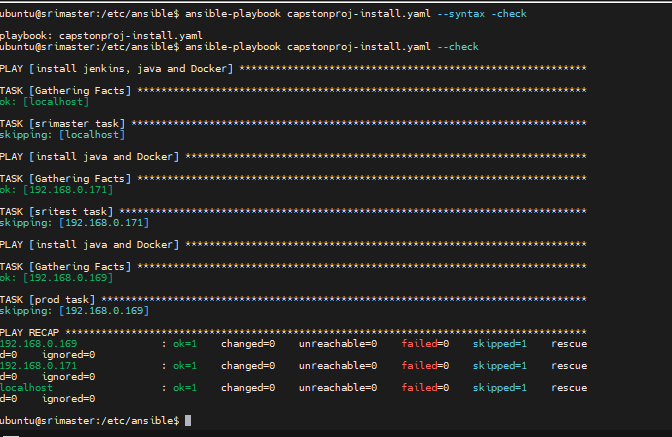 ubuntu@srimaster:/etc/ansible$ ansible-playbook capstonproj-install.yaml --syntax -check
playbook: capstonproj-install.yaml
ubuntu@srimaster:/etc/ansible$ ansible-playbook capstonproj-install.yaml --check
PLAY [install jenkins, java and Docker] **********************************************************
TASK [Gathering Facts] ***************************************************************************
ok: [localhost]
TASK [srimaster task] ****************************************************************************
skipping: [localhost]
PLAY [install java and Docker] *******************************************************************
TASK [Gathering Facts] ***************************************************************************
ok: [192.168.0.171]
TASK [sritest task] ******************************************************************************
skipping: [192.168.0.171]
PLAY [install java and Docker] *******************************************************************
TASK [Gathering Facts] ***************************************************************************
ok: [192.168.0.169]
TASK [prod task] *********************************************************************************
skipping: [192.168.0.169]
PLAY RECAP ***************************************************************************************
192.168.0.169 : ok=1 changed=0 unreachable=0 failed=0 skipped=1 rescue
d=0 ignored=0
192.168.0.171 : ok=1 changed=0 unreachable=0 failed=0 skipped=1 rescue
d=0 ignored=0
localhost : ok=1 changed=0 unreachable=0 failed=0 skipped=1 rescue
d=0 ignored=0
ubuntu@srimaster:/etc/ansible$